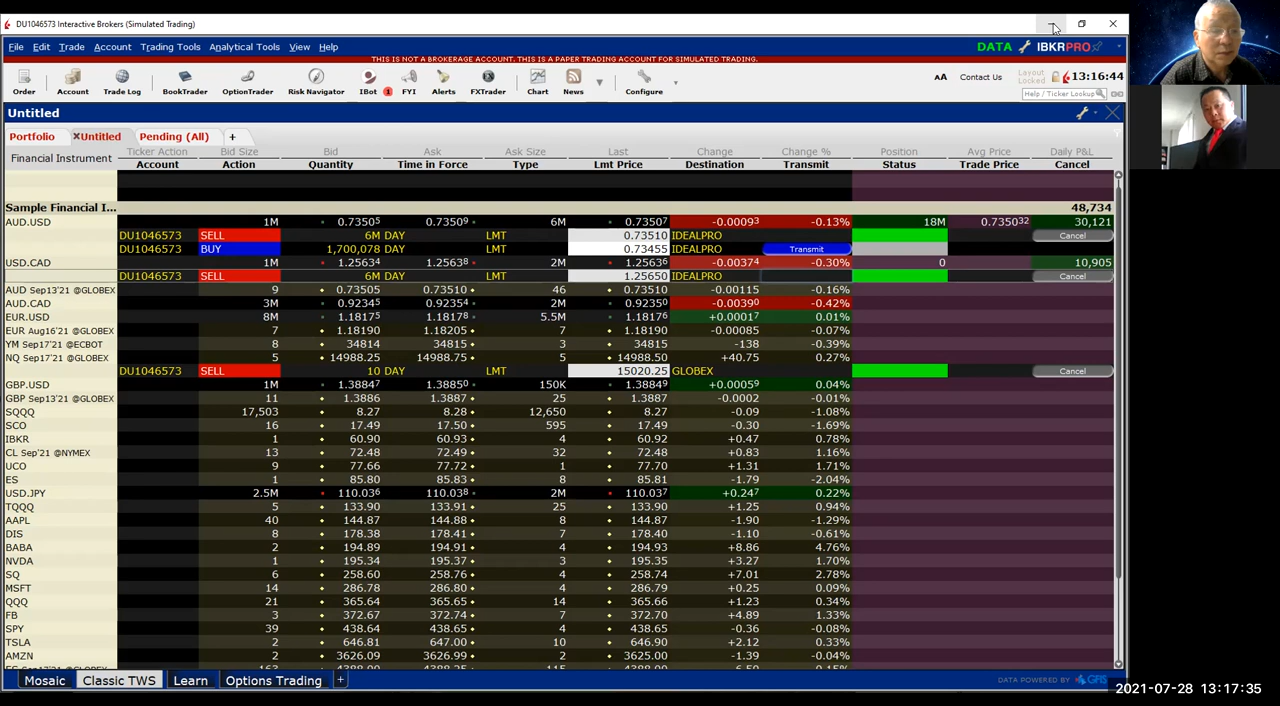 DU1046573 Interactive Brokers (Simulated Trading)
File Edit Trade Account Trading Tools Analytical Tools View Help DATA IBKRPRO
THIS IS NOT A BROKERAGE ACCOUNT. THIS IS A PAPER TRADING ACCOUNT FOR SIMULATED TRADING.
Order Account Trade Log BookTrader OptionTrader Risk Navigator IBot 1 FYI Alerts FXTrader Chart News Configure AA Contact Us Layout Locked 13:16:44
Help / Ticker Lookup
Untitled
Portfolio Untitled Pending (All) +
Financial Instrument Ticker Action Bid Size Bid Ask Ask Size Last Change Change % Position Avg Price Daily P&L
Account Action Quantity Time in Force Type Lmt Price Destination Transmit Status Trade Price Cancel
Sample Financial I... 48,734
AUD.USD 1M 0.73505 0.73509 6M 0.73507 -0.00093 -0.13% 18M 0.73532 30,121
DU1046573 SELL 6M DAY LMT 0.73510 IDEALPRO Cancel
DU1046573 BUY 1,700,078 DAY LMT 0.73455 IDEALPRO Transmit
USD.CAD 1M 1.25634 1.25638 2M 1.25636 -0.00374 -0.30% 0 10,905
DU1046573 SELL 6M DAY LMT 1.25650 IDEALPRO Cancel
AUD Sep13'21 @GLOBEX 9 0.73505 0.73510 46 0.73510 -0.00115 -0.16%
AUD.CAD 3M 0.92345 0.92354 2M 0.92350 -0.00390 -0.42%
EUR.USD 8M 1.18175 1.18178 5.5M 1.18176 +0.00017 0.01%
EUR Aug16'21 @GLOBEX 7 1.18190 1.18205 7 1.18190 -0.00085 -0.07%
YM Sep17'21 @ECBOT 8 34814 34815 3 34815 -138 -0.39%
NQ Sep17'21 @GLOBEX 5 14988.25 14988.75 5 14988.50 +40.75 0.27%
DU1046573 SELL 10 DAY LMT 15020.25 GLOBEX Cancel
GBP.USD 1M 1.38847 1.38850 150K 1.38849 +0.00059 0.04%
GBP Sep13'21 @GLOBEX 11 1.3886 1.3887 25 1.3887 -0.0002 -0.01%
SQQQ 17,503 8.27 8.28 12,650 8.27 -0.09 -1.08%
SCO 16 17.49 17.50 595 17.49 -0.30 -1.69%
IBKR 1 60.90 60.93 4 60.92 +0.47 0.78%
CL Sep'21 @NYMEX 13 72.48 72.49 32 72.48 +0.83 1.16%
UCO 9 77.66 77.72 1 77.70 +1.31 1.71%
ES 1 85.80 85.83 8 85.81 -1.79 -2.04%
USD.JPY 2.5M 110.036 110.038 2M 110.037 +0.247 0.22%
TQQQ 5 133.90 133.91 25 133.90 +1.25 0.94%
AAPL 40 144.87 144.88 8 144.87 -1.90 -1.29%
DIS 8 178.38 178.41 7 178.40 -1.10 -0.61%
BABA 2 194.89 194.91 4 194.93 +8.86 4.76%
NVDA 1 195.34 195.37 3 195.35 +3.27 1.70%
SQ 6 258.60 258.76 4 258.74 +7.01 2.78%
MSFT 14 286.78 286.80 4 286.79 +0.25 0.09%
QQQ 21 365.64 365.65 14 365.66 +1.23 0.34%
FB 3 372.67 372.70 7 372.70 +4.89 1.33%
SPY 39 438.64 438.65 4 438.65 -0.36 -0.08%
TSLA 2 646.81 647.00 10 646.90 +2.12 0.33%
AMZN 2 3626.09 3626.99 2 3625.00 -1.39 -0.04%
Mosaic Classic TWS Learn Options Trading + DATA POWERED BY GFIS
2021-07-28 13:17:35